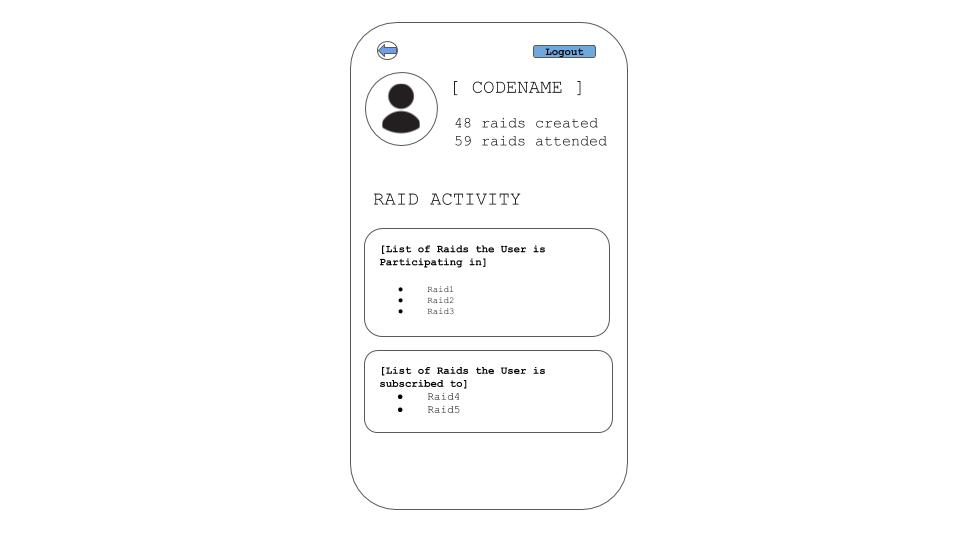 Logout
[ CODENAME ]
48 raids created
59 raids attended
RAID ACTIVITY
[List of Raids the User is
Participating in]
● Raid1
● Raid2
● Raid3
[List of Raids the User is
subscribed to]
● Raid4
● Raid5